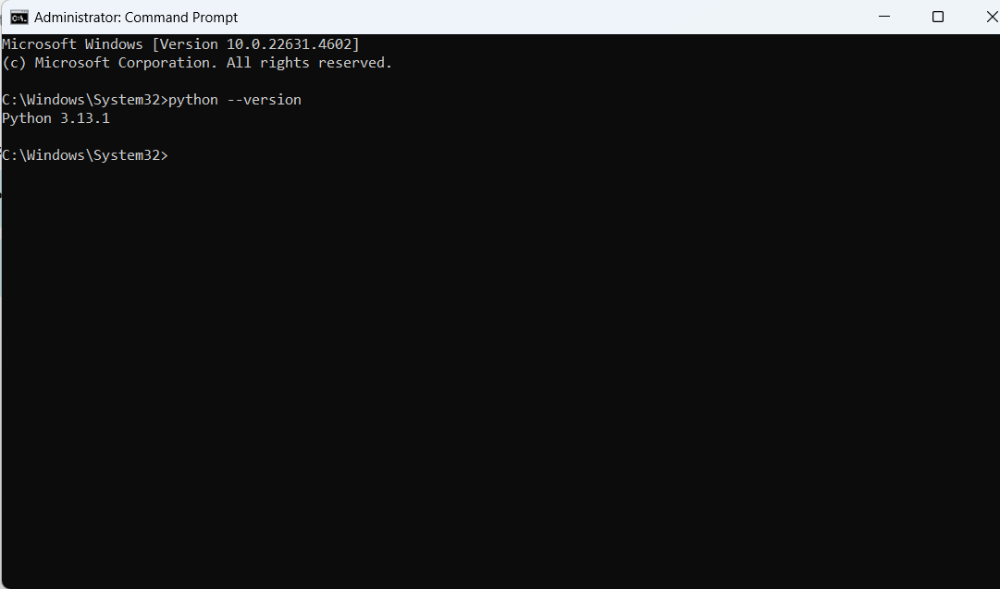 Administrator: Command Prompt
Microsoft Windows [Version 10.0.22631.4602]
(c) Microsoft Corporation. All rights reserved.
C:\Windows\System32>python --version
Python 3.13.1
C:\Windows\System32>